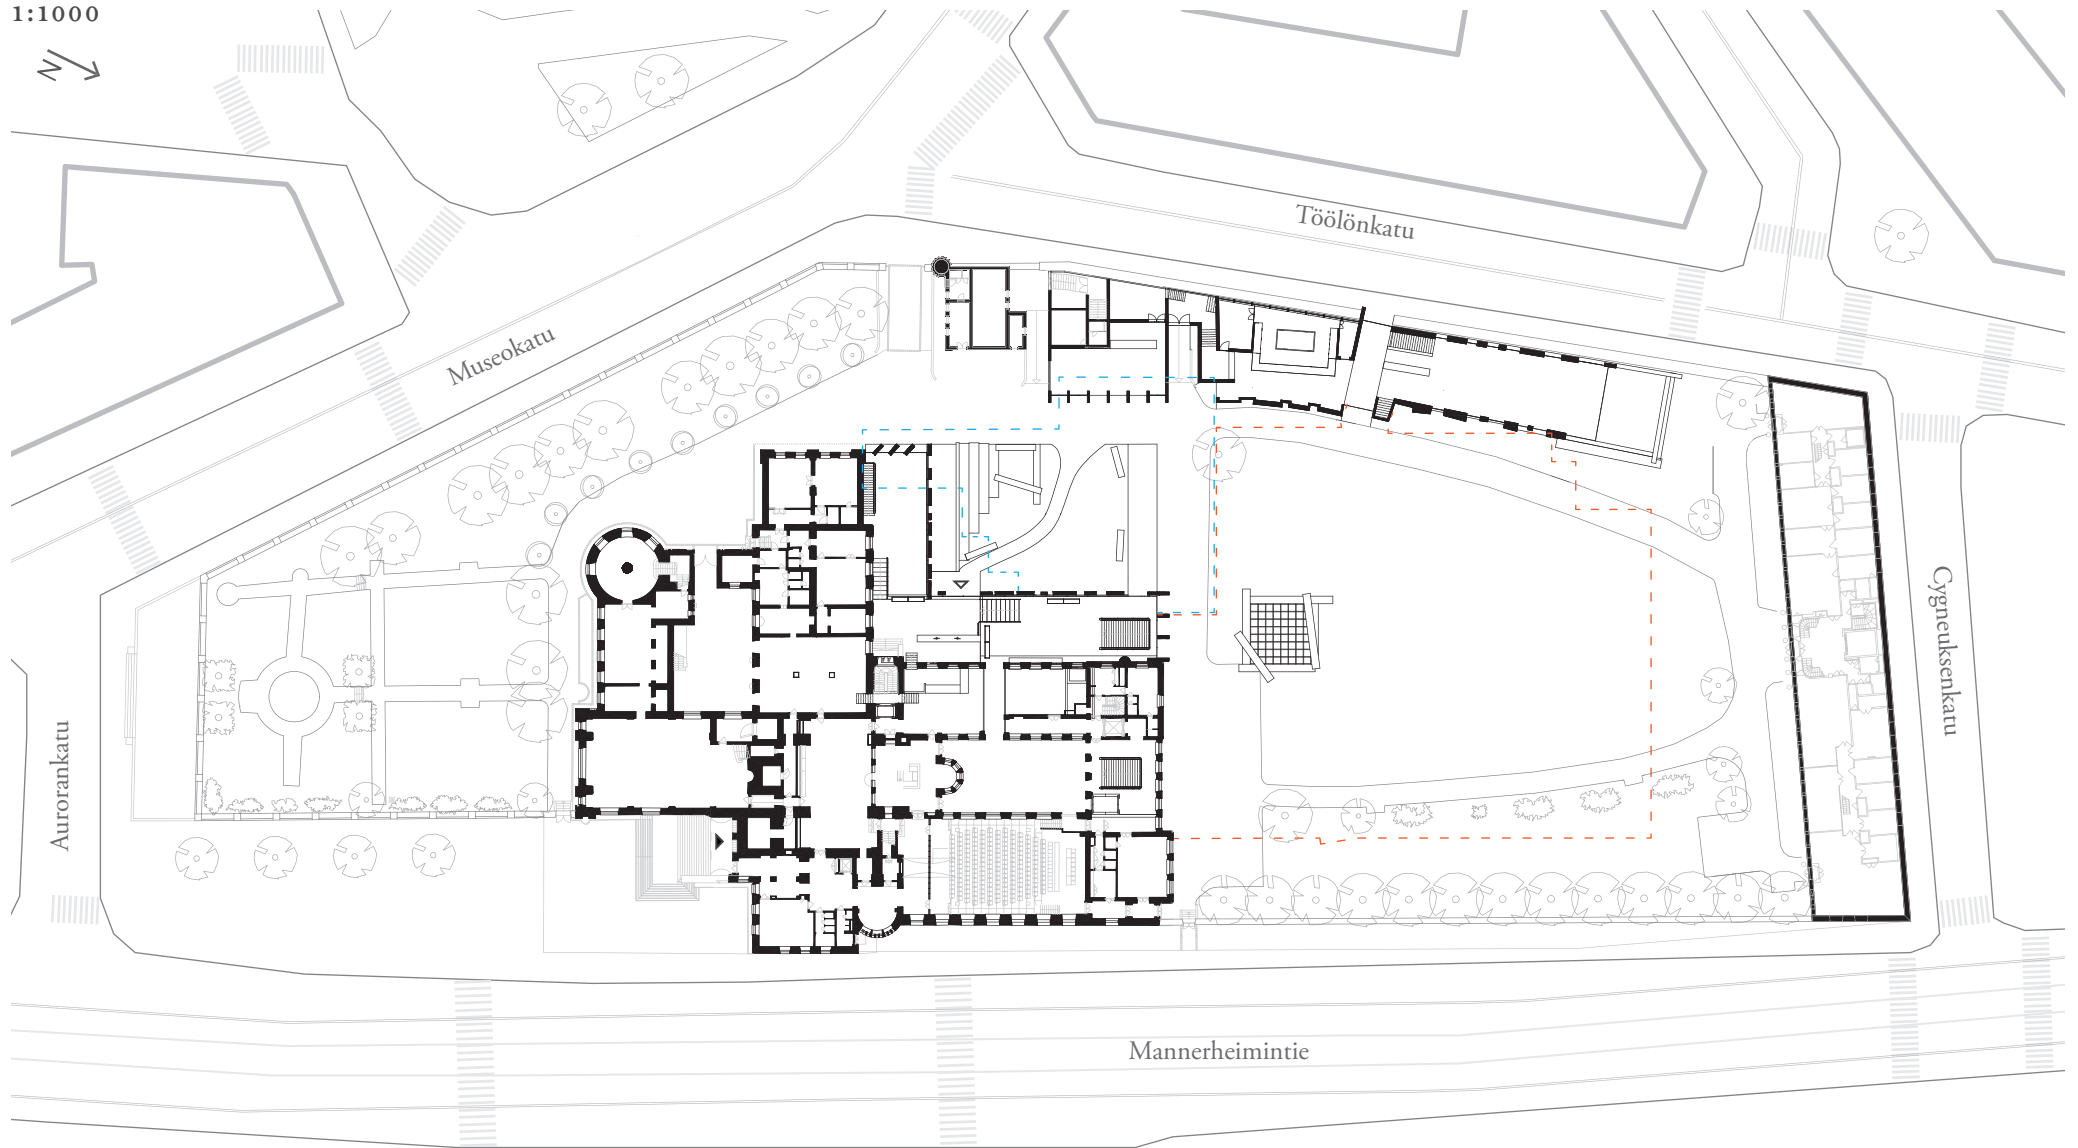 1:1000
N
Töölönkatu
Museokatu
Cygneuksenkatu
Aurorankatu
Mannerheimintie